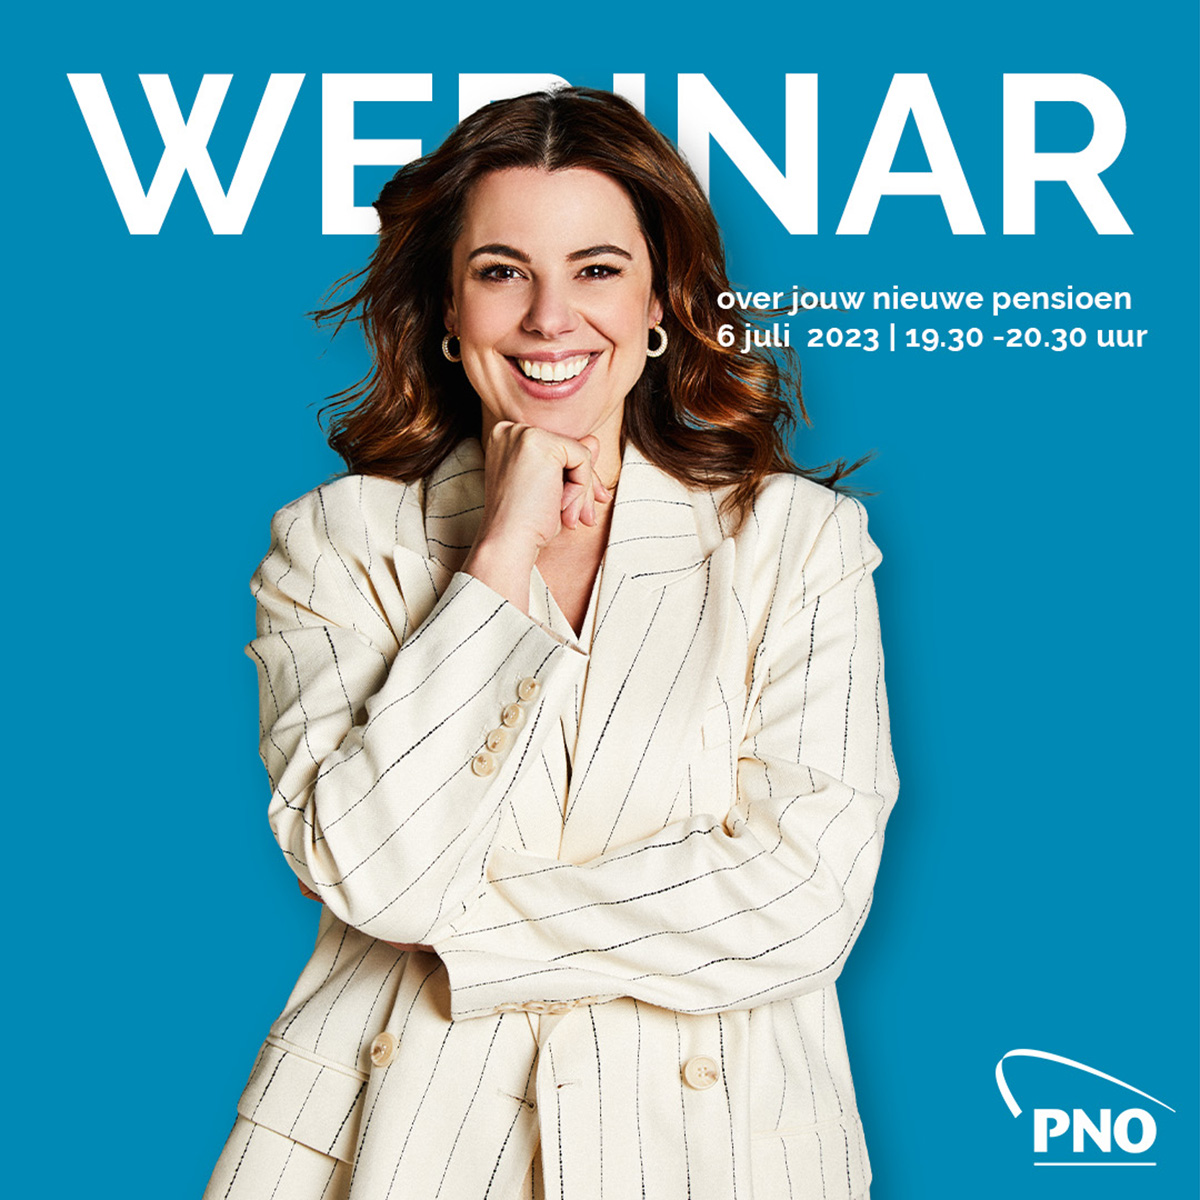 WEBINAR
over jouw nieuwe pensioen
6 juli 2023 | 19.30 -20.30 uur
PNO